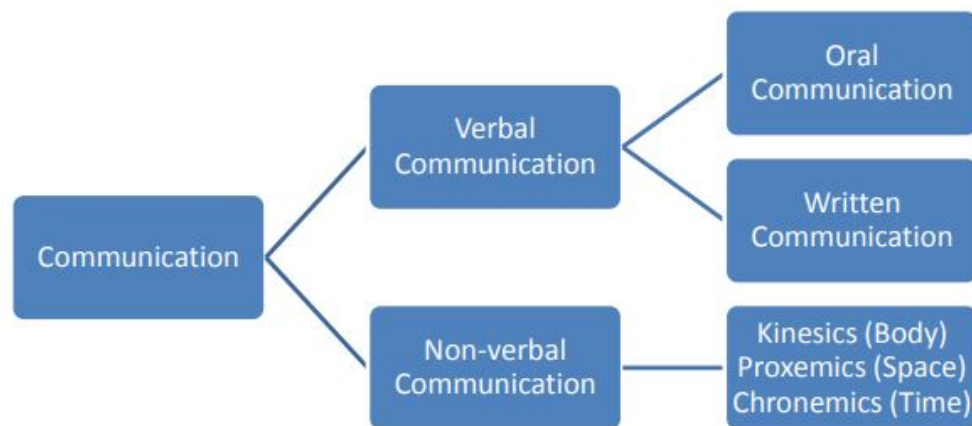 Communication
Verbal
Communication
Non-verbal
Communication
Oral
Communication
Written
Communication
Kinesics (Body)
Proxemics (Space)
Chronemics (Time)